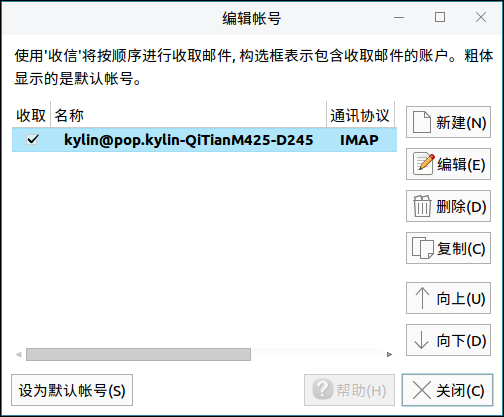 编辑帐号
使用'收信'将按顺序进行收取邮件, 构选框表示包含收取邮件的账户。粗体
显示的是默认帐号。
收取 名称 通讯协议
kylin@pop.kylin-QiTianM425-D245 IMAP
新建(N)
编辑(E)
删除(D)
复制(C)
向上(U)
向下(D)
设为默认帐号(S) 帮助(H) 关闭(C)